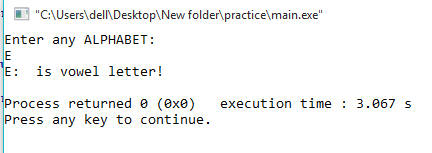 "C:\Users\dell\Desktop\New folder\practice\main.exe"
Enter any ALPHABET:
E
E:  is vowel letter!
Process returned 0 (0x0)   execution time : 3.067 s
Press any key to continue.